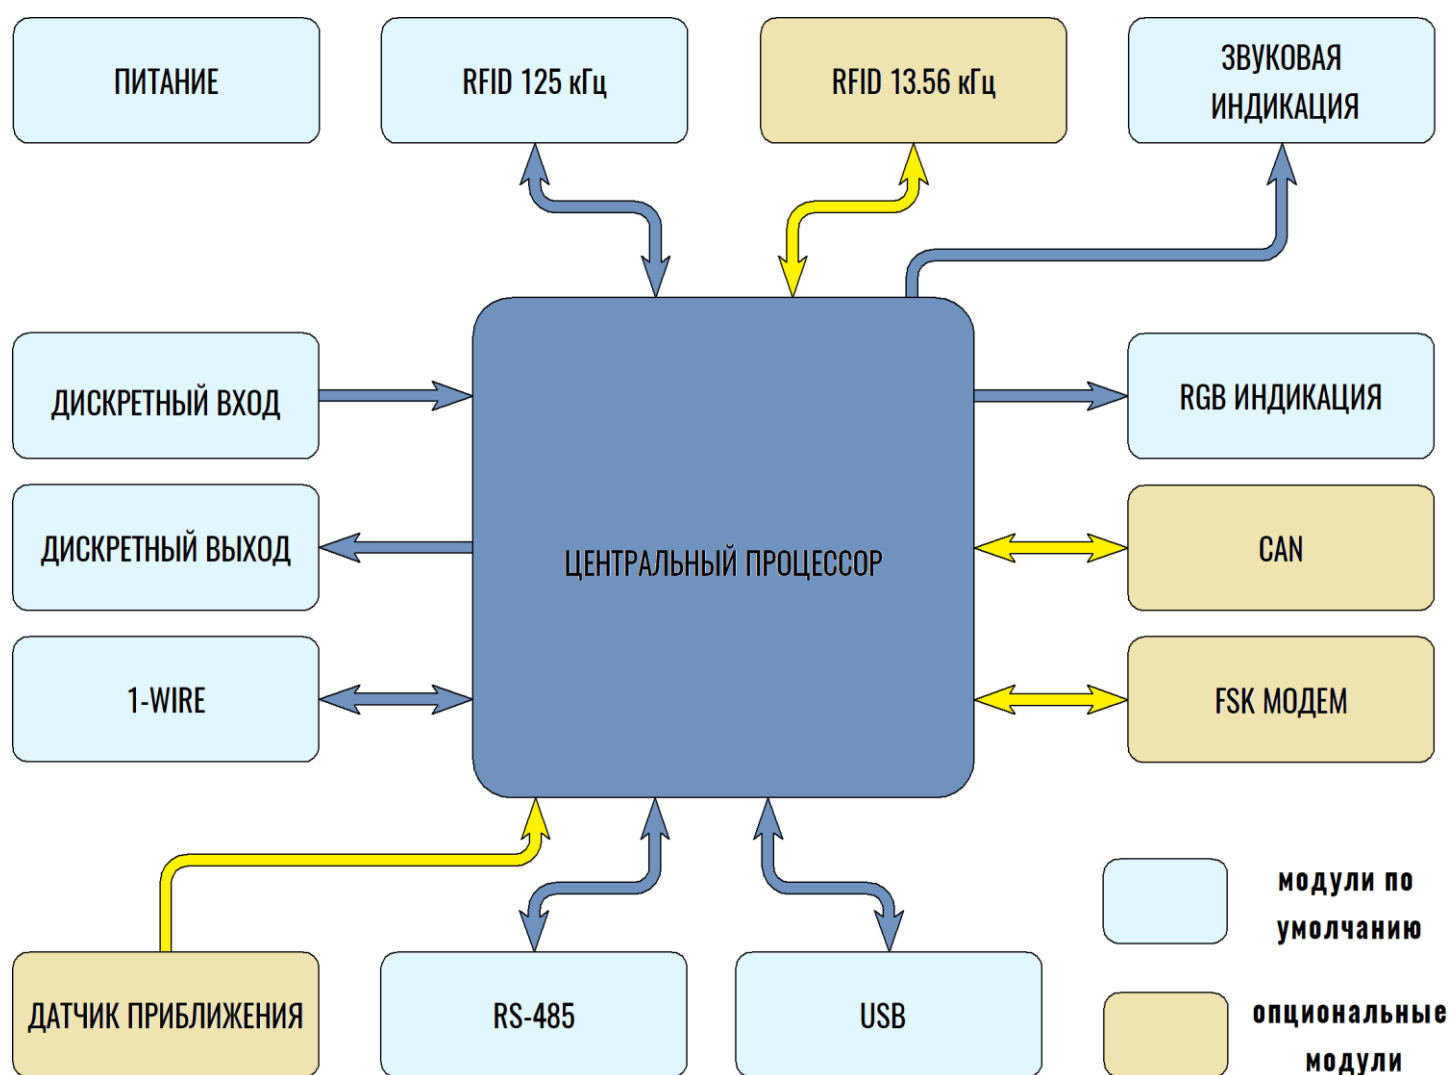 ПИТАНИЕ
RFID 125 кГц
RFID 13.56 кГц
ЗВУКОВАЯ
ИНДИКАЦИЯ
ДИСКРЕТНЫЙ ВХОД
RGB ИНДИКАЦИЯ
ДИСКРЕТНЫЙ ВЫХОД
ЦЕНТРАЛЬНЫЙ ПРОЦЕССОР
CAN
1-WIRE
FSK МОДЕМ
модули по
умолчанию
ДАТЧИК ПРИБЛИЖЕНИЯ
RS-485
USB
опциональные
модули